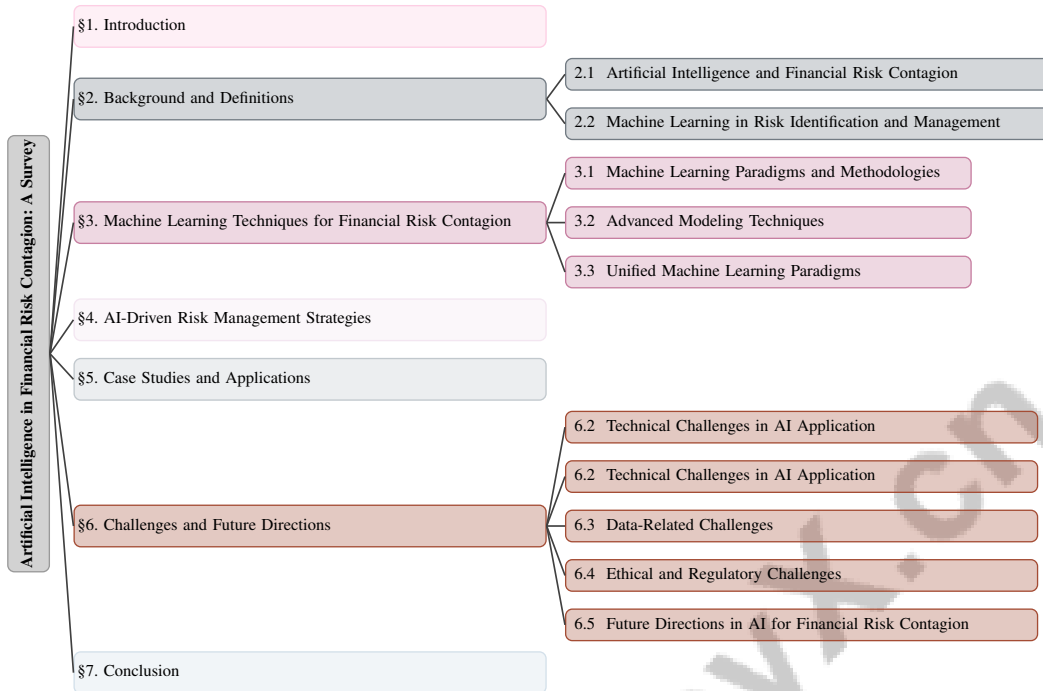 Artificial Intelligence in Financial Risk Contagion: A Survey
§1. Introduction
§2. Background and Definitions
2.1 Artificial Intelligence and Financial Risk Contagion
2.2 Machine Learning in Risk Identification and Management
§3. Machine Learning Techniques for Financial Risk Contagion
3.1 Machine Learning Paradigms and Methodologies
3.2 Advanced Modeling Techniques
3.3 Unified Machine Learning Paradigms
§4. AI-Driven Risk Management Strategies
§5. Case Studies and Applications
§6. Challenges and Future Directions
6.2 Technical Challenges in AI Application
6.2 Technical Challenges in AI Application
6.3 Data-Related Challenges
6.4 Ethical and Regulatory Challenges
6.5 Future Directions in AI for Financial Risk Contagion
§7. Conclusion